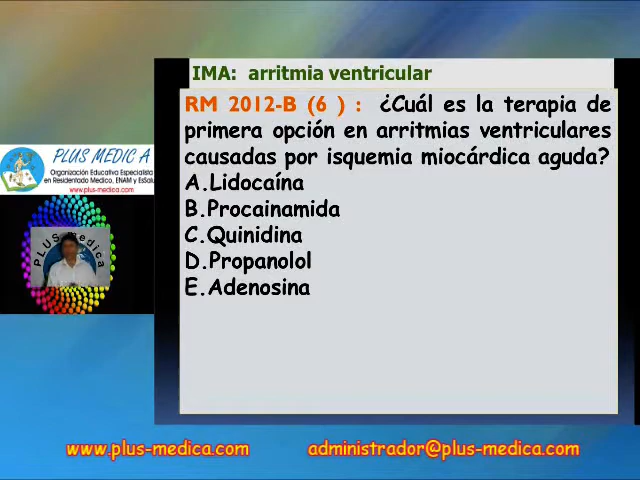 IMA: arritmia ventricular
RM 2012-B (6 ) : ¿Cuál es la terapia de
primera opción en arritmias ventriculares
causadas por isquemia miocárdica aguda?
A.Lidocaína
B.Procainamida
C.Quinidina
D.Propanolol
E.Adenosina
PLUS MEDIC A
Organización Educativa Especialista
en Residentado Medico, ENAM y EsSalud
www.plus-medica.com
PLUS Medica
www.plus-medica.com administrador@plus-medica.com